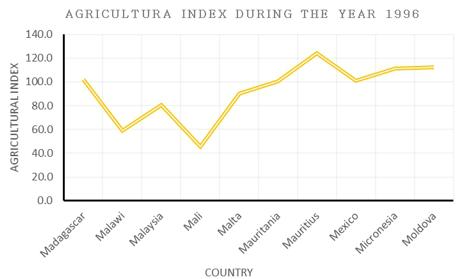 AGRICULTURA INDEX DURING THE YEAR 1996
AGRICULTURAL INDEX
140.0
120.0
100.0
80.0
60.0
40.0
20.0
0.0
Madagascar
Malawi
Malaysia
Mali
Malta
Mauritania
Mauritius
Mexico
Micronesia
Moldova
COUNTRY